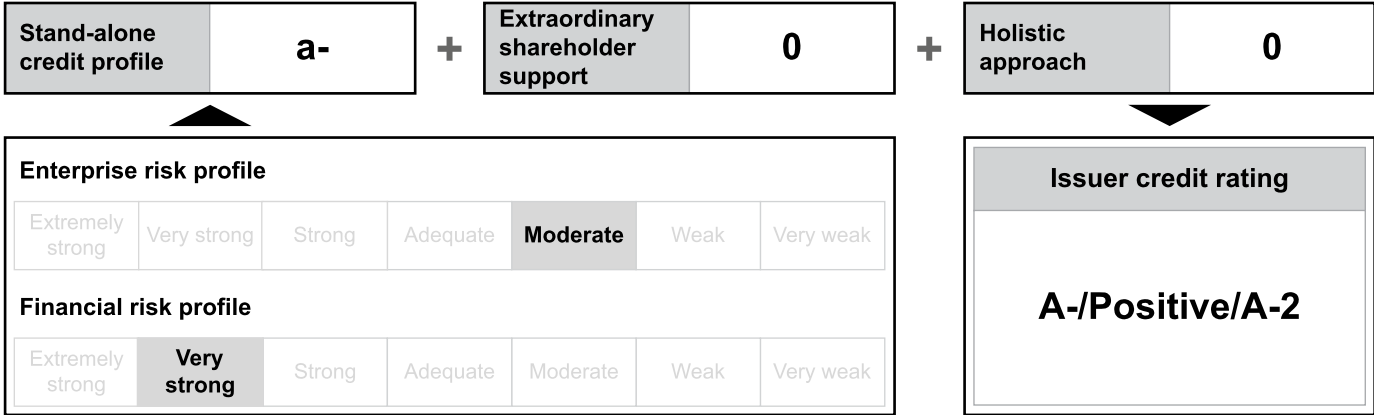 Stand-alone
credit profile
a-
+
Extraordinary
shareholder
support
0
+
Holistic
approach
0
Enterprise risk profile
Extremely
strong
Very strong
Strong
Adequate
Moderate
Weak
Very weak
Financial risk profile
Extremely
strong
Very
strong
Strong
Adequate
Moderate
Weak
Very weak
Issuer credit rating
A-/Positive/A-2